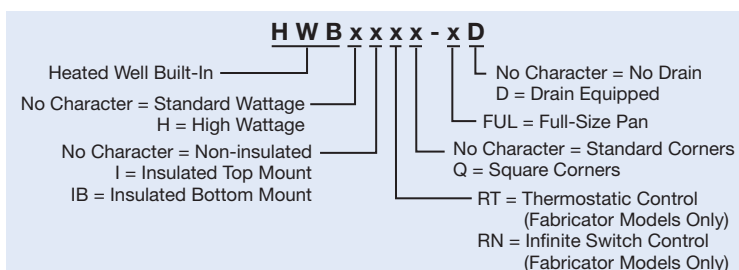 H W B x x x x - x D
Heated Well Built-In
No Character = Standard Wattage
H = High Wattage
No Character = Non-insulated
I = Insulated Top Mount
IB = Insulated Bottom Mount
No Character = No Drain
D = Drain Equipped
FUL = Full-Size Pan
No Character = Standard Corners
Q = Square Corners
RT = Thermostatic Control
(Fabricator Models Only)
RN = Infinite Switch Control
(Fabricator Models Only)